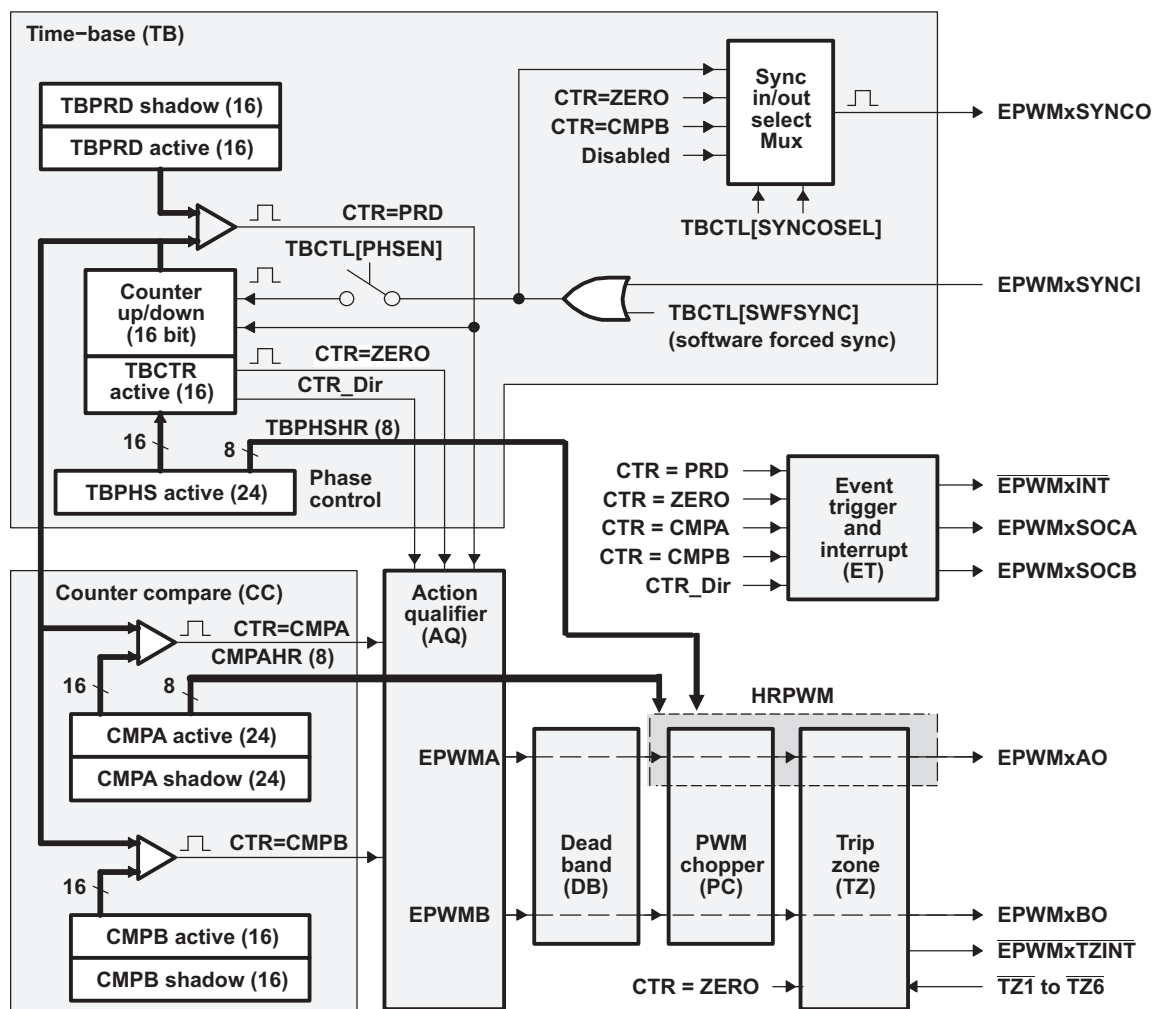 Time−base (TB)
TBPRD shadow (16)
TBPRD active (16)
CTR=PRD
TBCTL[PHSEN]
Counter
up/down
(16 bit)
TBCTR
active (16)
CTR=ZERO
CTR_Dir
16
8
TBPHSHR (8)
TBPHS active (24)
Phase
control
CTR=ZERO
CTR=CMPB
Disabled
Sync
in/out
select
Mux
TBCTL[SYNCOSEL]
EPWMxSYNCO
EPWMxSYNCI
TBCTL[SWFSYNC]
(software forced sync)
CTR = PRD
CTR = ZERO
CTR = CMPA
CTR = CMPB
CTR_Dir
Event
trigger
and
interrupt
(ET)
EPWMxINT
EPWMxSOCA
EPWMxSOCB
Counter compare (CC)
CTR=CMPA
CMPAHR (8)
16
8
CMPA active (24)
CMPA shadow (24)
CTR=CMPB
16
CMPB active (16)
CMPB shadow (16)
Action
qualifier
(AQ)
EPWMA
EPWMB
Dead
band
(DB)
HRPWM
PWM
chopper
(PC)
Trip
zone
(TZ)
EPWMxAO
EPWMxBO
EPWMxTZINT
CTR = ZERO
TZ1 to TZ6